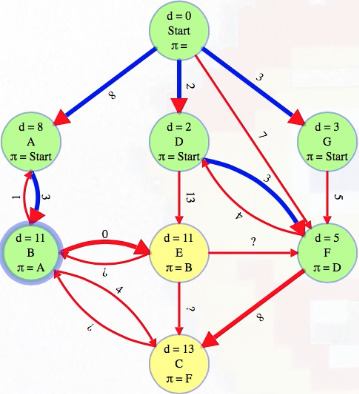 d = 0
Start
π =
8
2
3
d = 8
A
π = Start
d = 2
D
π = Start
d = 3
G
π = Start
7
1
3
13
3
4
5
d = 11
B
π = A
0
?
d = 11
E
π = B
?
d = 5
F
π = D
4
?
?
8
d = 13
C
π = F